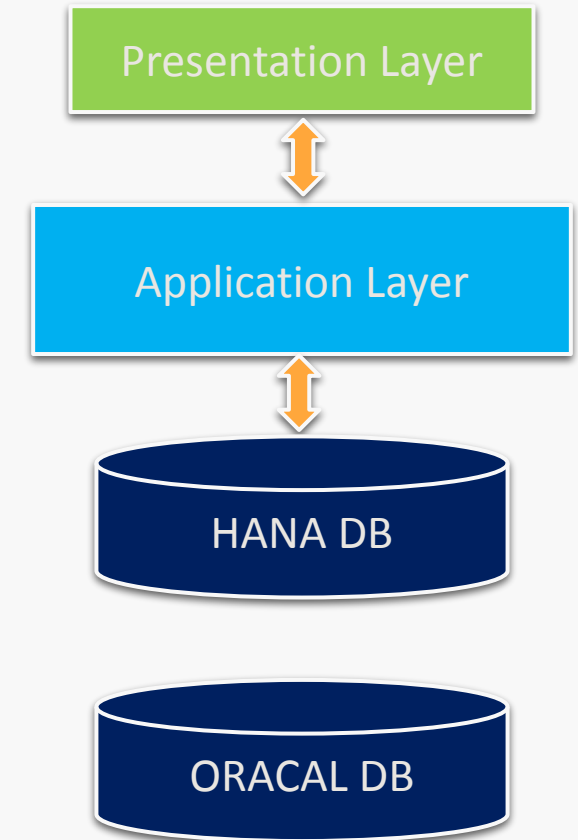 Presentation Layer
Application Layer
HANA DB
ORACAL DB